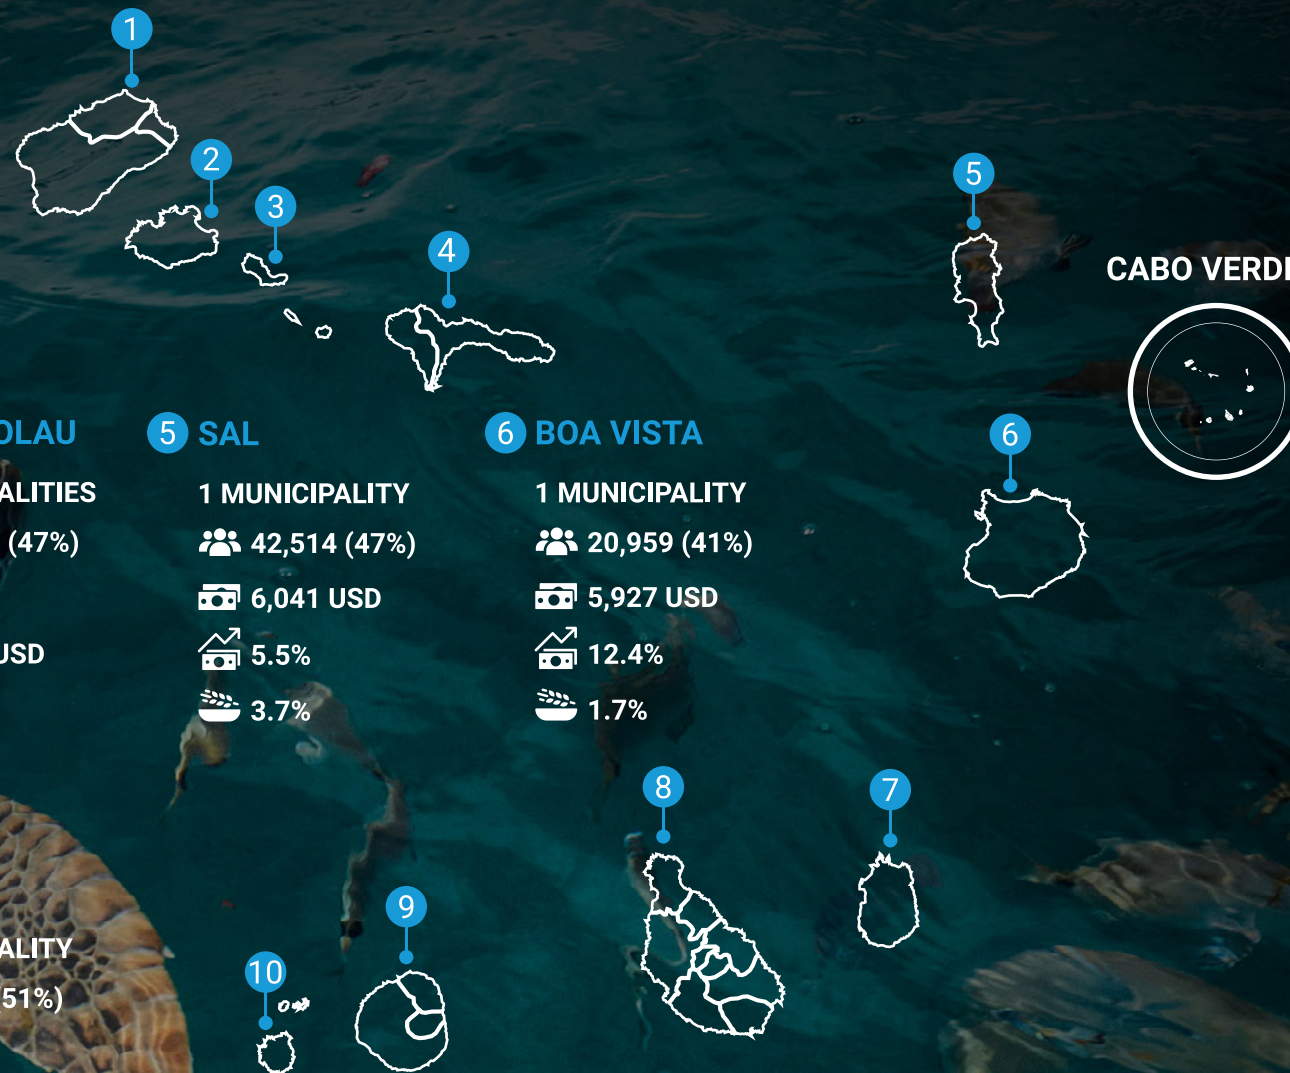 1
2
3
4
5
CABO VERD
OLAU
ALITIES
(47%)
USD
5 SAL
1 MUNICIPALITY
42,514 (47%)
6,041 USD
5.5%
3.7%
6 BOA VISTA
1 MUNICIPALITY
20,959 (41%)
5,927 USD
12.4%
1.7%
6
8
7
9
10
ALITY
51%)